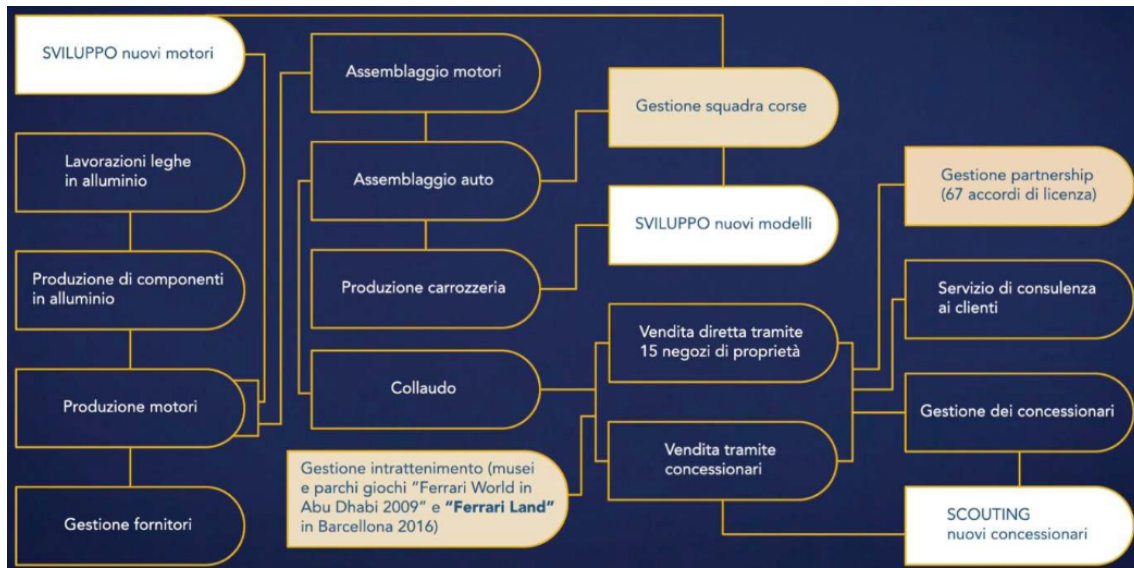 SVILUPPO nuovi motori
Lavorazioni leghe
in alluminio
Produzione di componenti
in alluminio
Produzione motori
Gestione fornitori
Assemblaggio motori
Assemblaggio auto
Produzione carrozzeria
Collaudo
Gestione intrattenimento (musei
e parchi giochi "Ferrari World in
Abu Dhabi 2009" e "Ferrari Land"
in Barcellona 2016)
Gestione squadra corse
SVILUPPO nuovi modelli
Vendita diretta tramite
15 negozi di proprietà
Vendita tramite
concessionari
Gestione partnership
(67 accordi di licenza)
Servizio di consulenza
ai clienti
Gestione dei concessionari
SCOUTING
nuovi concessionari